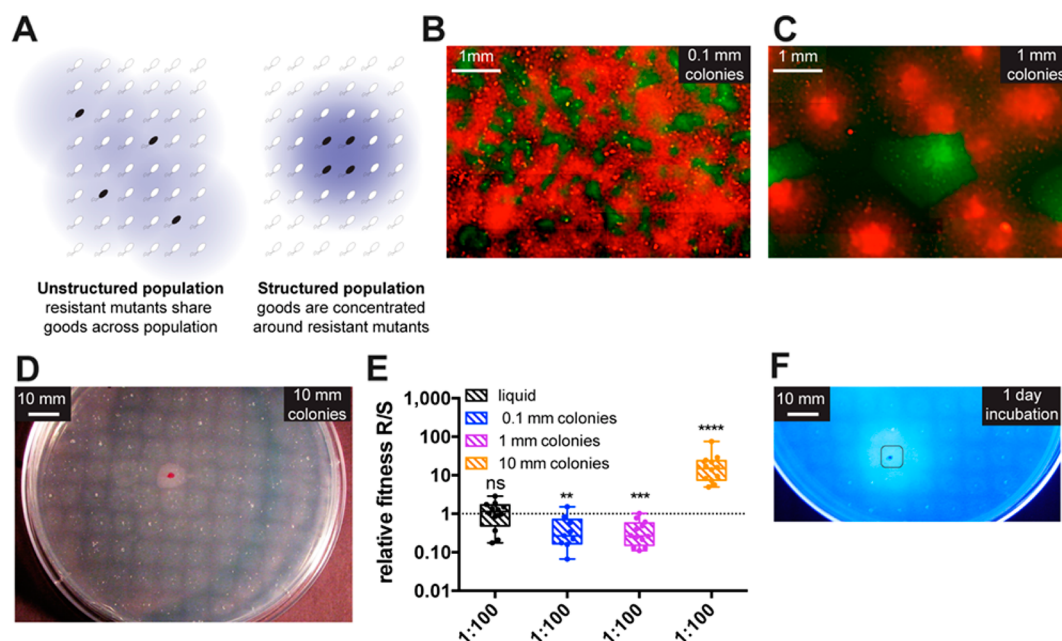 A
Unstructured population
resistant mutants share
goods across population
Structured population
goods are concentrated
around resistant mutants
B
1mm
0.1 mm
colonies
C
1 mm
1 mm
colonies
D
10 mm
10 mm
colonies
E
relative fitness R/S
1,000
100
10
1
0.10
0.01
liquid
0.1 mm colonies
1 mm colonies
10 mm colonies
ns
**
***
****
1:100
1:100
1:100
1:100
F
10 mm
1 day
incubation